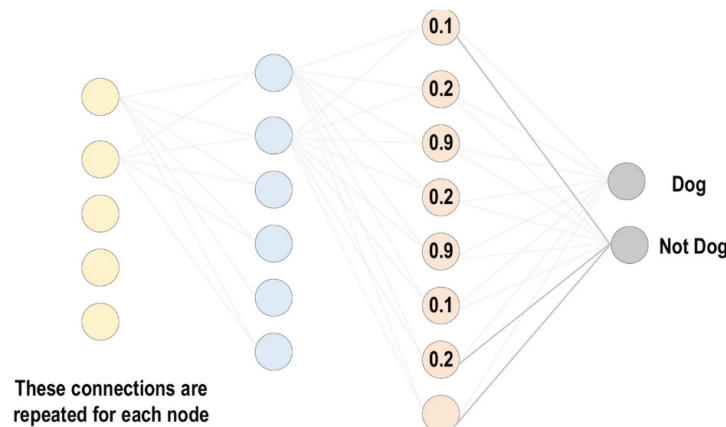 0.1
0.2
0.9
0.2
0.9
0.1
0.2
Dog
Not Dog
These connections are
repeated for each node